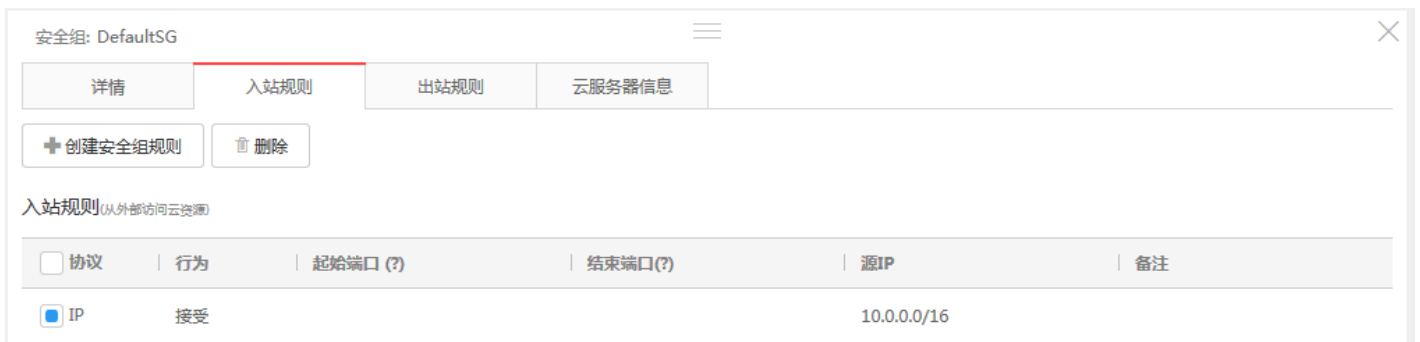 安全组: DefaultSG
详情 入站规则 出站规则 云服务器信息
创建安全组规则 删除
入站规则(从外部访问云资源)
协议 行为 起始端口 (?) 结束端口(?) 源IP 备注
IP 接受 10.0.0.0/16